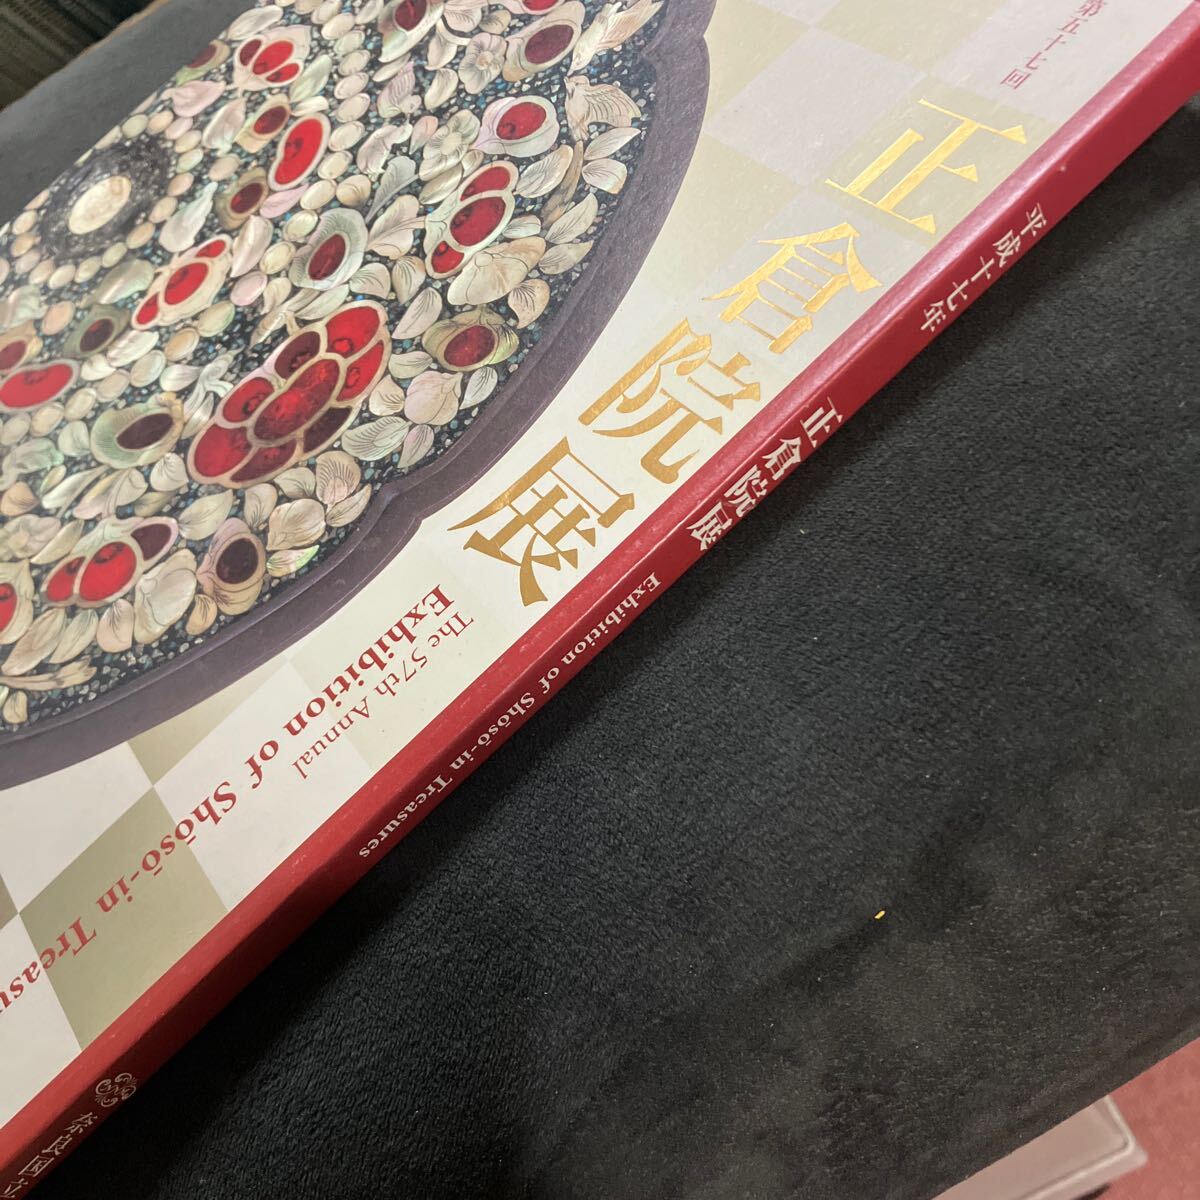 第五十七回
正倉院展
The 57th Annual
Exhibition of Shōsō-in Treasu
平成十七年 正倉院展 Exhibition of Shōsō-in Treasures 奈良国立